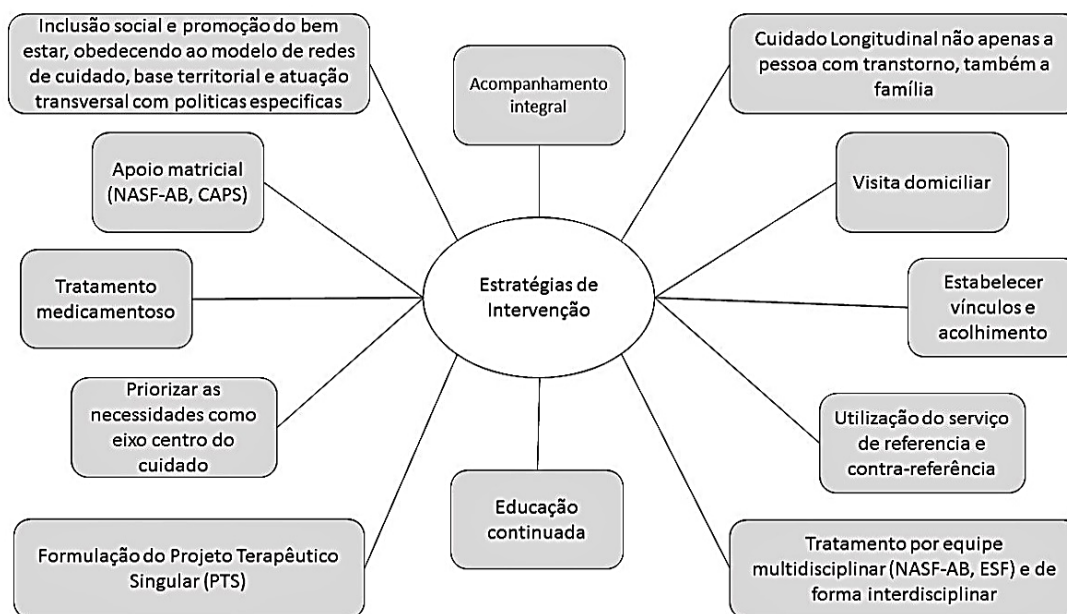 Inclusão social e promoção do bem
estar, obedecendo ao modelo de redes
de cuidado, base territorial e atuação
transversal com politicas especificas
Acompanhamento
integral
Cuidado Longitudinal não apenas a
pessoa com transtorno, também a
família
Apoio matricial
(NASF-AB, CAPS)
Visita domiciliar
Tratamento
medicamentoso
Estratégias de
Intervenção
Estabelecer
vínculos e
acolhimento
Priorizar as
necessidades como
eixo centro do
cuidado
Utilização do serviço
de referencia e
contra-referência
Formulação do Projeto Terapêutico
Singular (PTS)
Educação
continuada
Tratamento por equipe
multidisciplinar (NASF-AB, ESF) e de
forma interdisciplinar